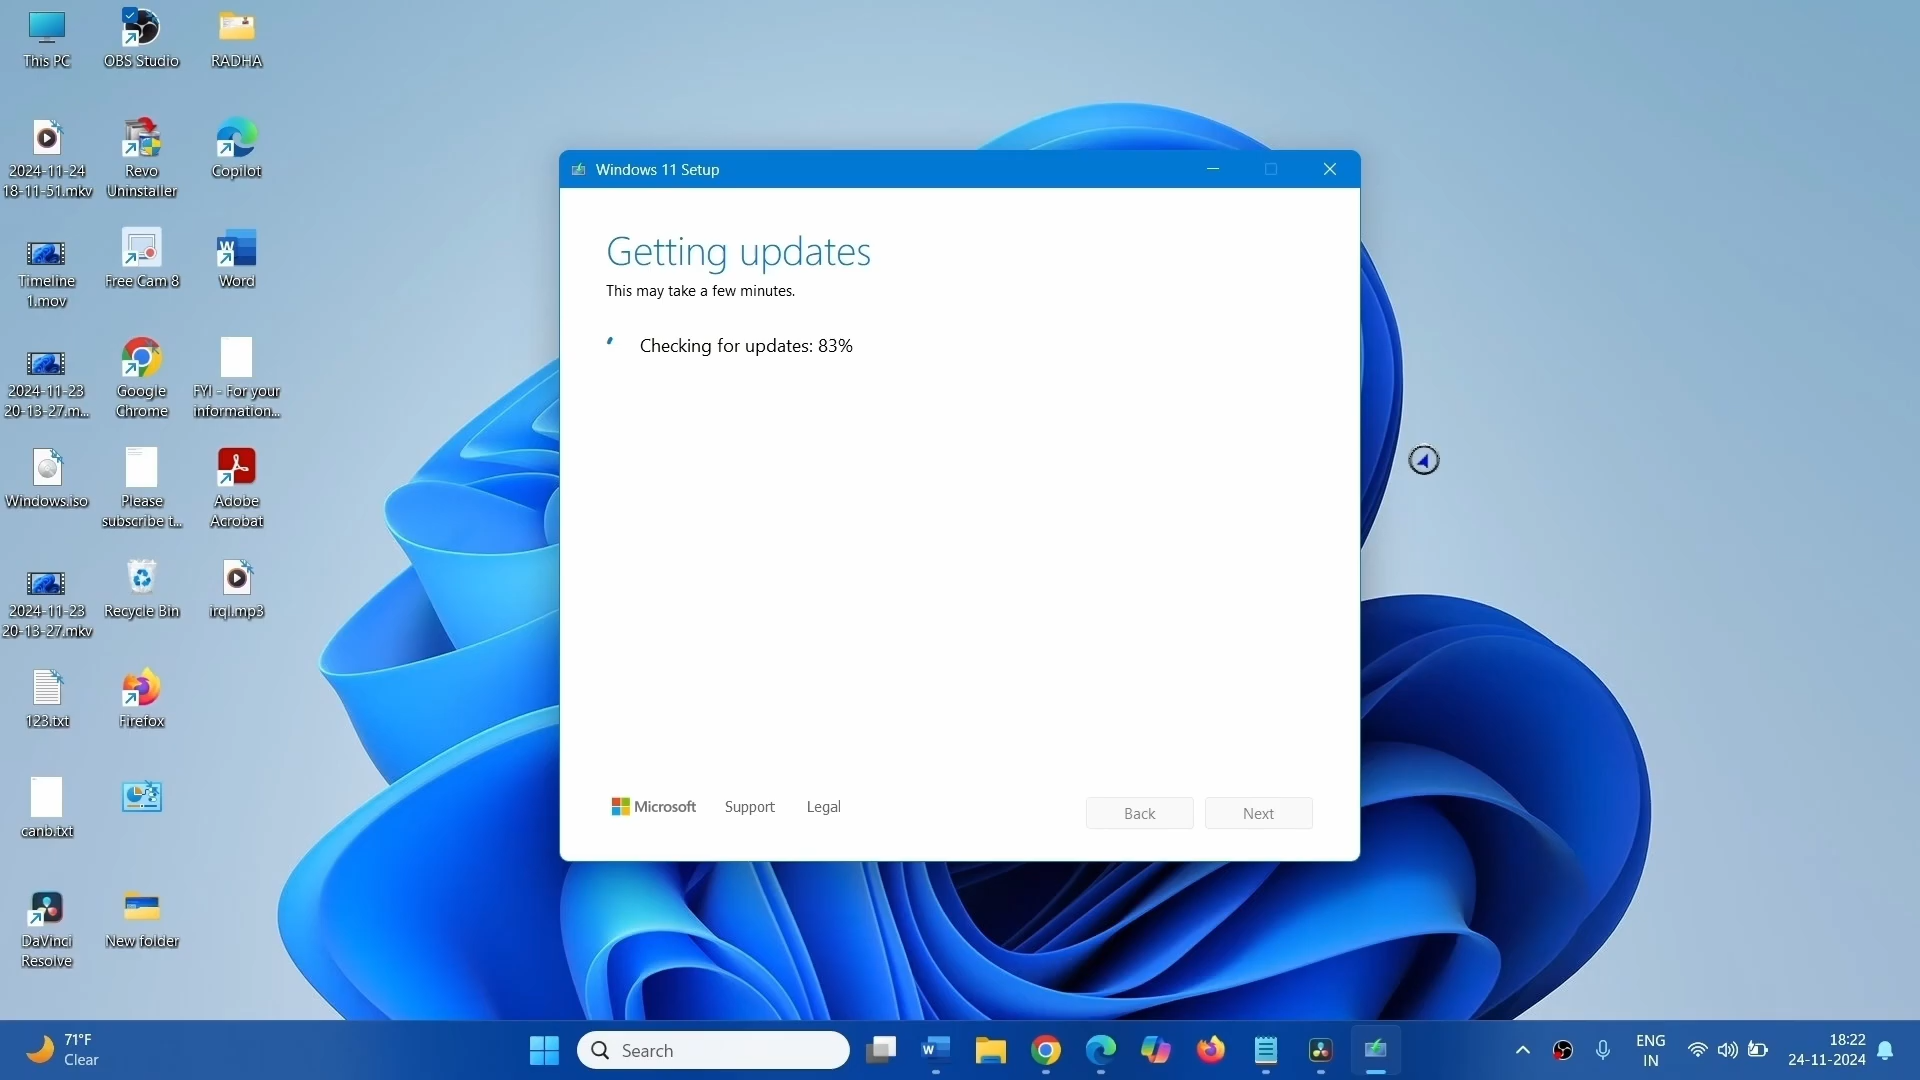 This PC
OBS Studio
RADHA
2024-11-24
18-11-51.mkv
Revo
Uninstaller
Copilot
Timeline
1.mov
Free Cam 8
Word
2024-11-23
20-13-27.m...
Google
Chrome
FYI - For your
information...
Windows.iso
Please
subscribe t...
Adobe
Acrobat
2024-11-23
20-13-27.mkv
Recycle Bin
irql.mp3
123.txt
Firefox
canb.txt
DaVinci
Resolve
New folder
Windows 11 Setup
Getting updates
This may take a few minutes.
Checking for updates: 83%
Microsoft
Support
Legal
Back
Next
71°F
Clear
Search
ENG
IN
18:22
24-11-2024